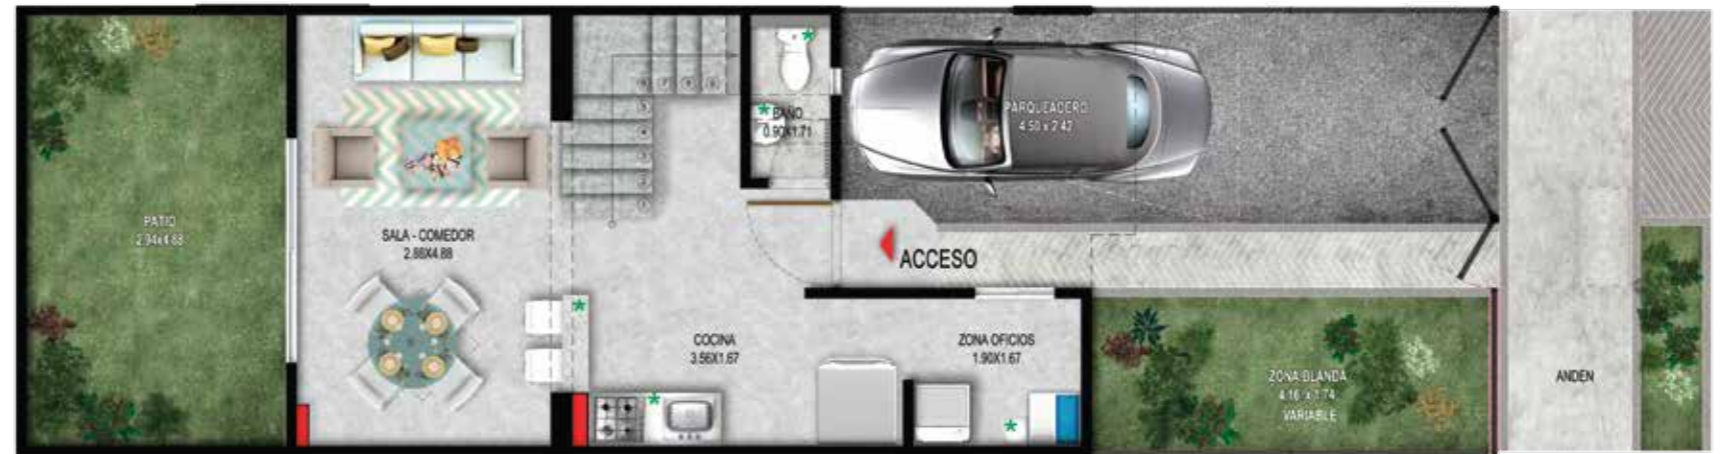 PATIO
2.94x4.88
SALA - COMEDOR
2.88X4.88
BAÑO
0.90X1.71
PARQUEADERO
4.50 x 2.42
ACCESO
COCINA
3.56X1.67
ZONA OFICIOS
1.90X1.67
ZONA BLANDA
4.16 x 1.74
VARIABLE
ANDEN